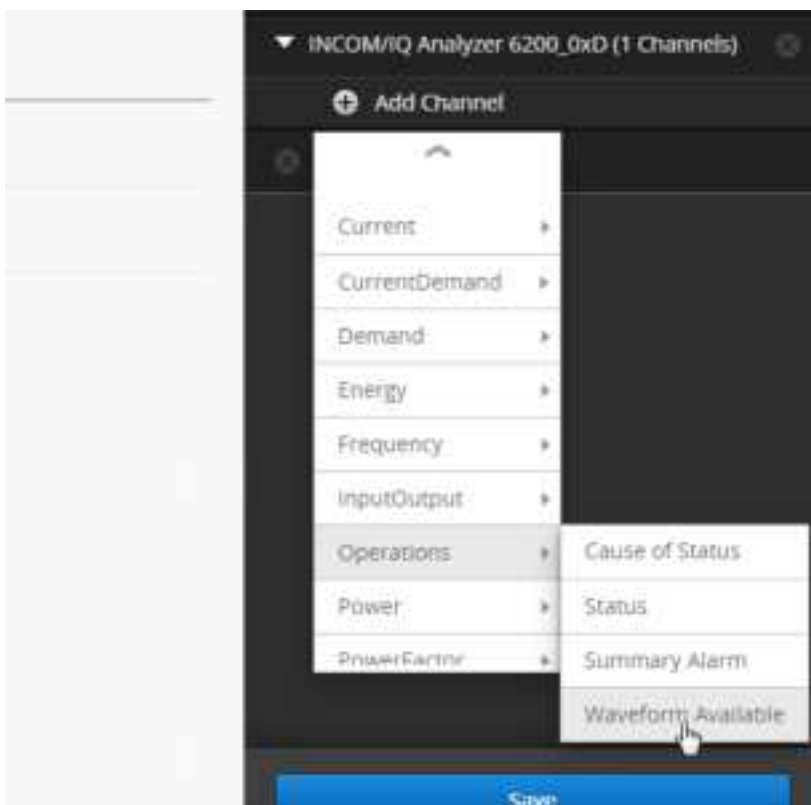 INCOM/IQ Analyzer 6200_0xD (1 Channels)
Add Channel
Current
CurrentDemand
Demand
Energy
Frequency
InputOutput
Operations
Cause of Status
Power
Status
PowerFactor
Summary Alarm
Waveform Available
Save